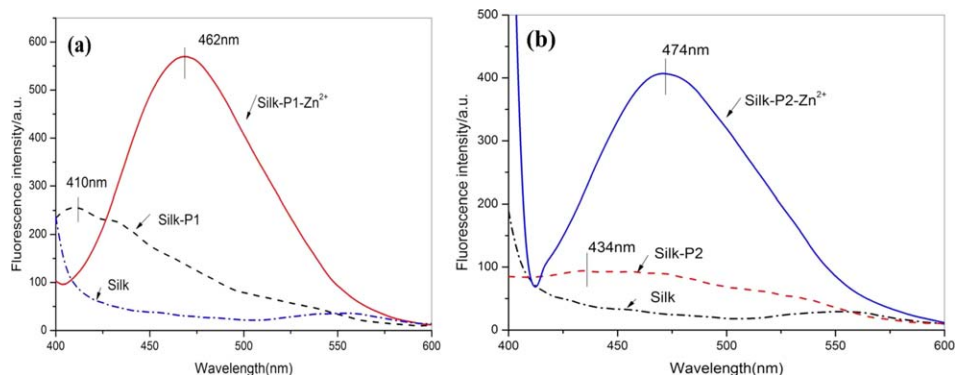 (a)
462nm
Silk-P1-Zn²⁺
410nm
Silk-P1
Silk
Fluorescence intensity/a.u.
600
500
400
300
200
100
0
400 450 500 550 600
Wavelength(nm)
(b)
474nm
Silk-P2-Zn²⁺
434nm
Silk-P2
Silk
Fluorescence intensity/a.u.
500
400
300
200
100
0
400 450 500 550 600
Wavelength(nm)